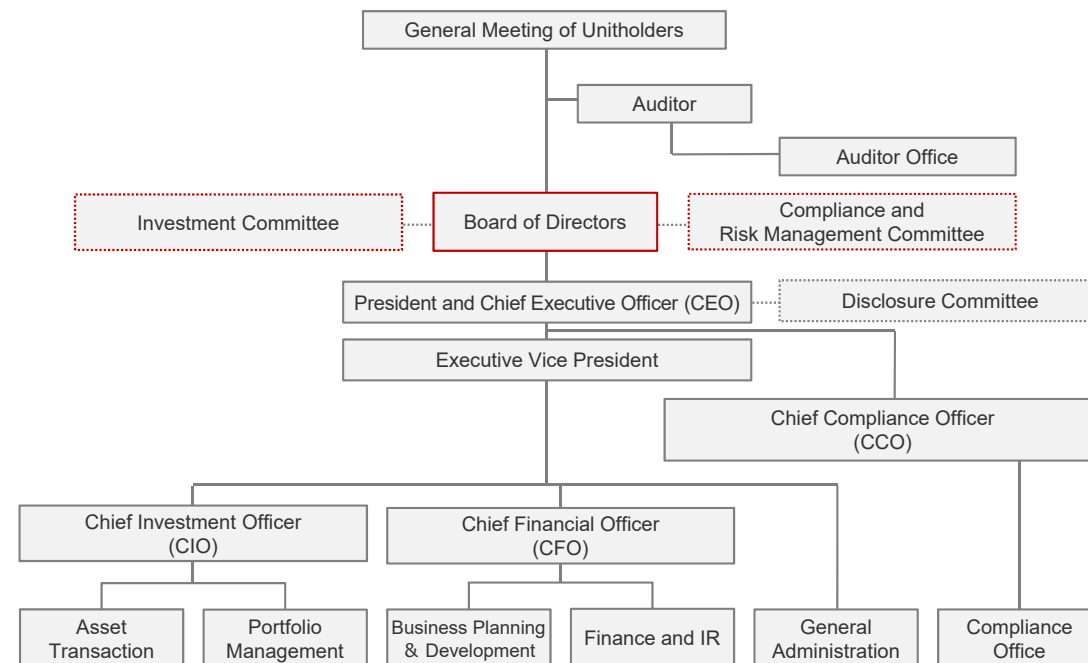 General Meeting of Unitholders
Auditor
Auditor Office
Investment Committee
Board of Directors
Compliance and
Risk Management Committee
President and Chief Executive Officer (CEO)
Disclosure Committee
Executive Vice President
Chief Compliance Officer
(CCO)
Chief Investment Officer
(CIO)
Chief Financial Officer
(CFO)
Asset
Transaction
Portfolio
Management
Business Planning
& Development
Finance and IR
General
Administration
Compliance
Office